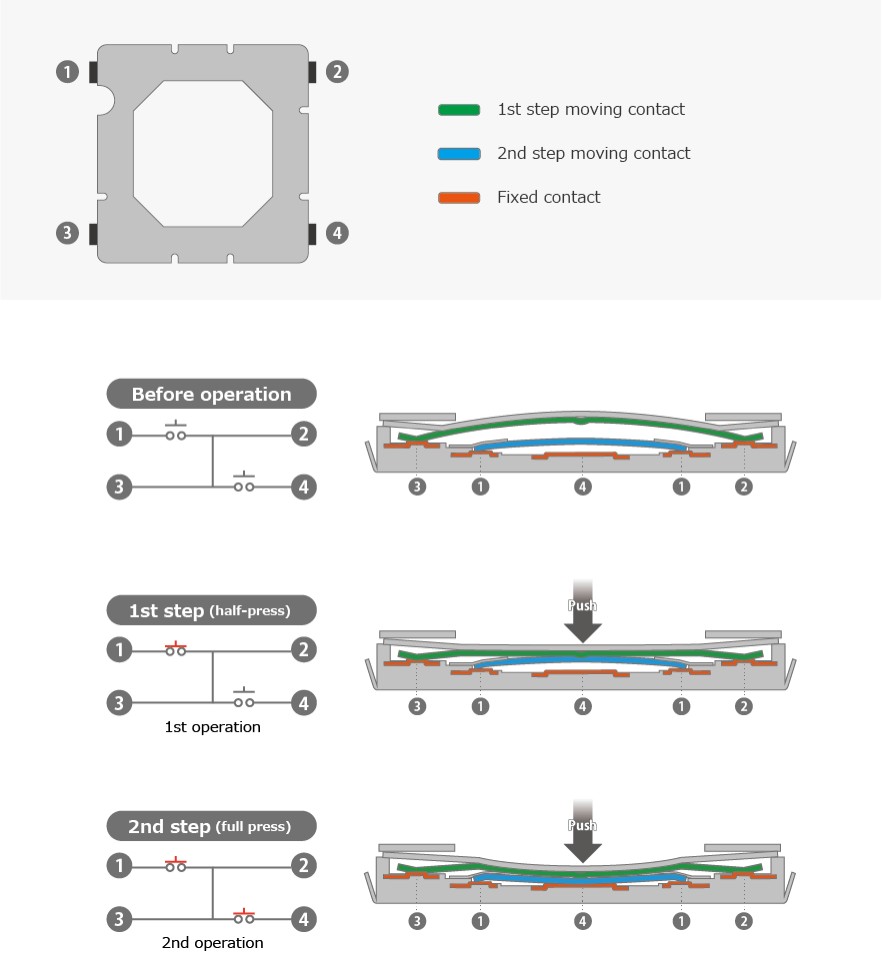 1
2
1st step moving contact
2nd step moving contact
Fixed contact
3
4
Before operation
1 2
3 4
3 1 4 1 2
1st step (half-press)
Push
1 2
3 4
3 1 4 1 2
1st operation
2nd step (full press)
Push
1 2
3 4
3 1 4 1 2
2nd operation